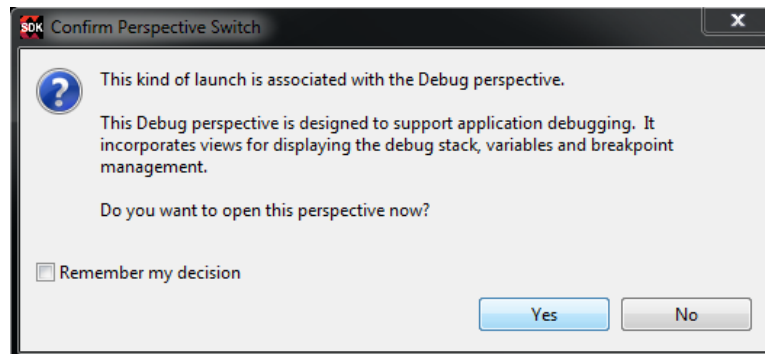 SDK Confirm Perspective Switch
x
?
This kind of launch is associated with the Debug perspective.
This Debug perspective is designed to support application debugging. It
incorporates views for displaying the debug stack, variables and breakpoint
management.
Do you want to open this perspective now?
Remember my decision
Yes No